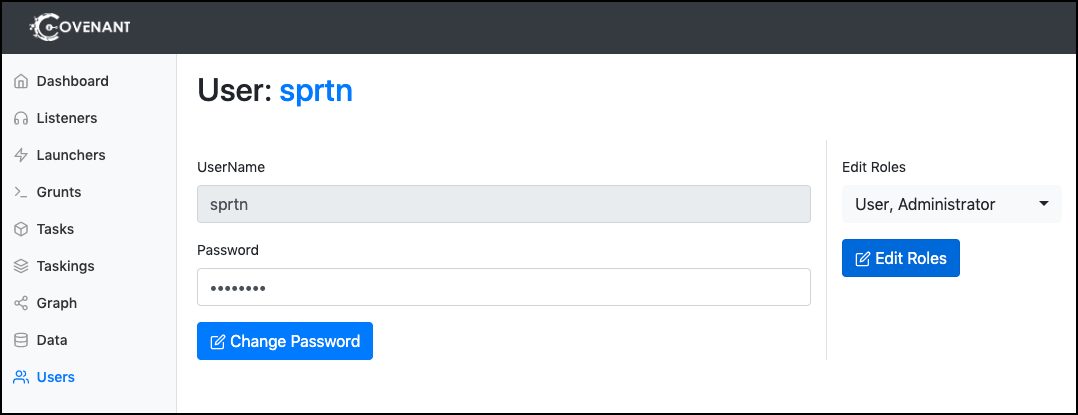 COVENANT
Dashboard
Listeners
Launchers
Grunts
Tasks
Taskings
Graph
Data
Users
User: sprtn
UserName
sprtn
Password
••••••••
Change Password
Edit Roles
User, Administrator
Edit Roles